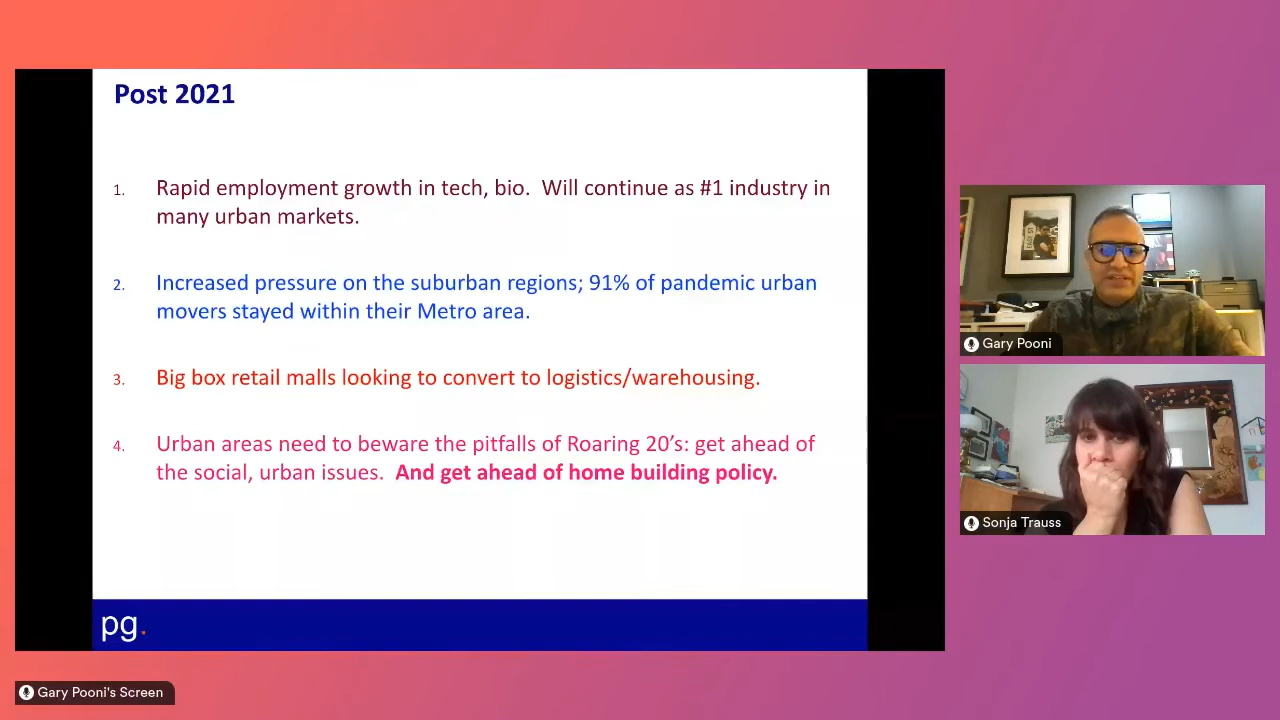 Post 2021
1. Rapid employment growth in tech, bio. Will continue as #1 industry in
many urban markets.
2. Increased pressure on the suburban regions; 91% of pandemic urban
movers stayed within their Metro area.
3. Big box retail malls looking to convert to logistics/warehousing.
4. Urban areas need to beware the pitfalls of Roaring 20’s: get ahead of
the social, urban issues. And get ahead of home building policy.
pg.
Gary Pooni's Screen
EASY ST
Gary Pooni
Sonja Trauss